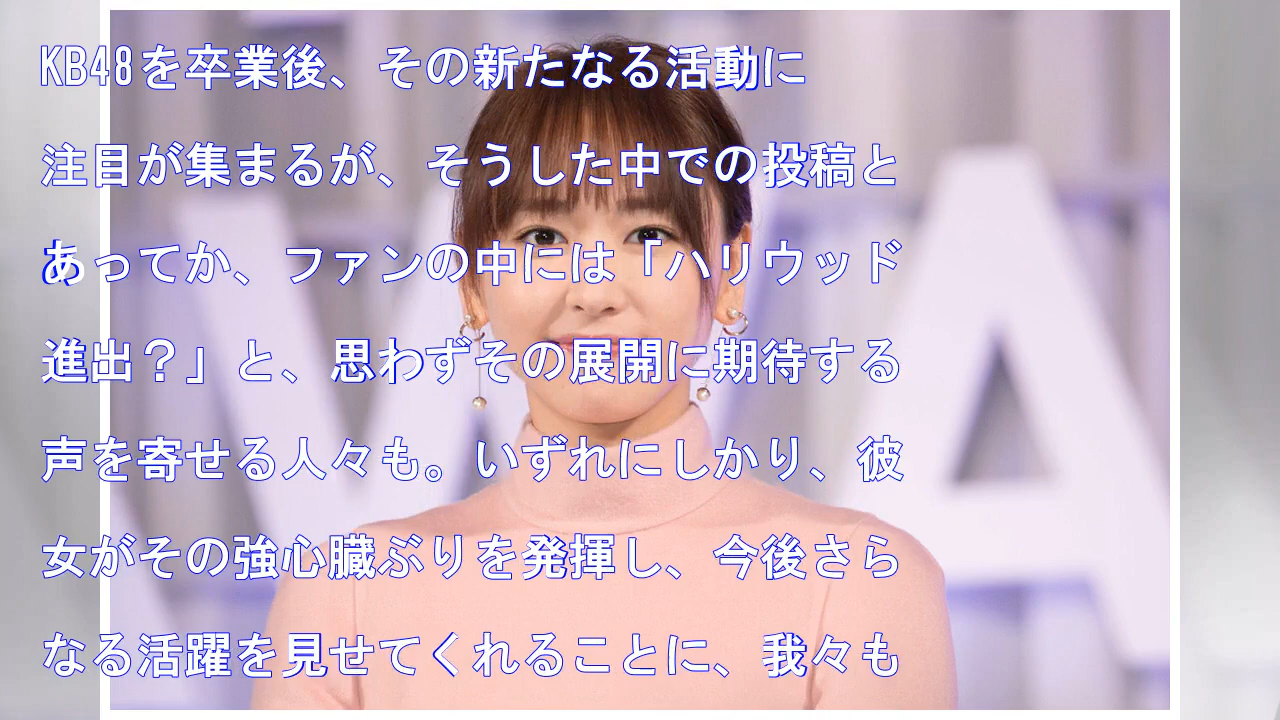 KB48を卒業後、その新たなる活動に
注目が集まるが、そうした中での投稿と
あってか、ファンの中には「ハリウッド
進出？」と、思わずその展開に期待する
声を寄せる人々も。いずれにしかり、彼
女がその強心臓ぶりを発揮し、今後さら
なる活躍を見せてくれることに、我々も